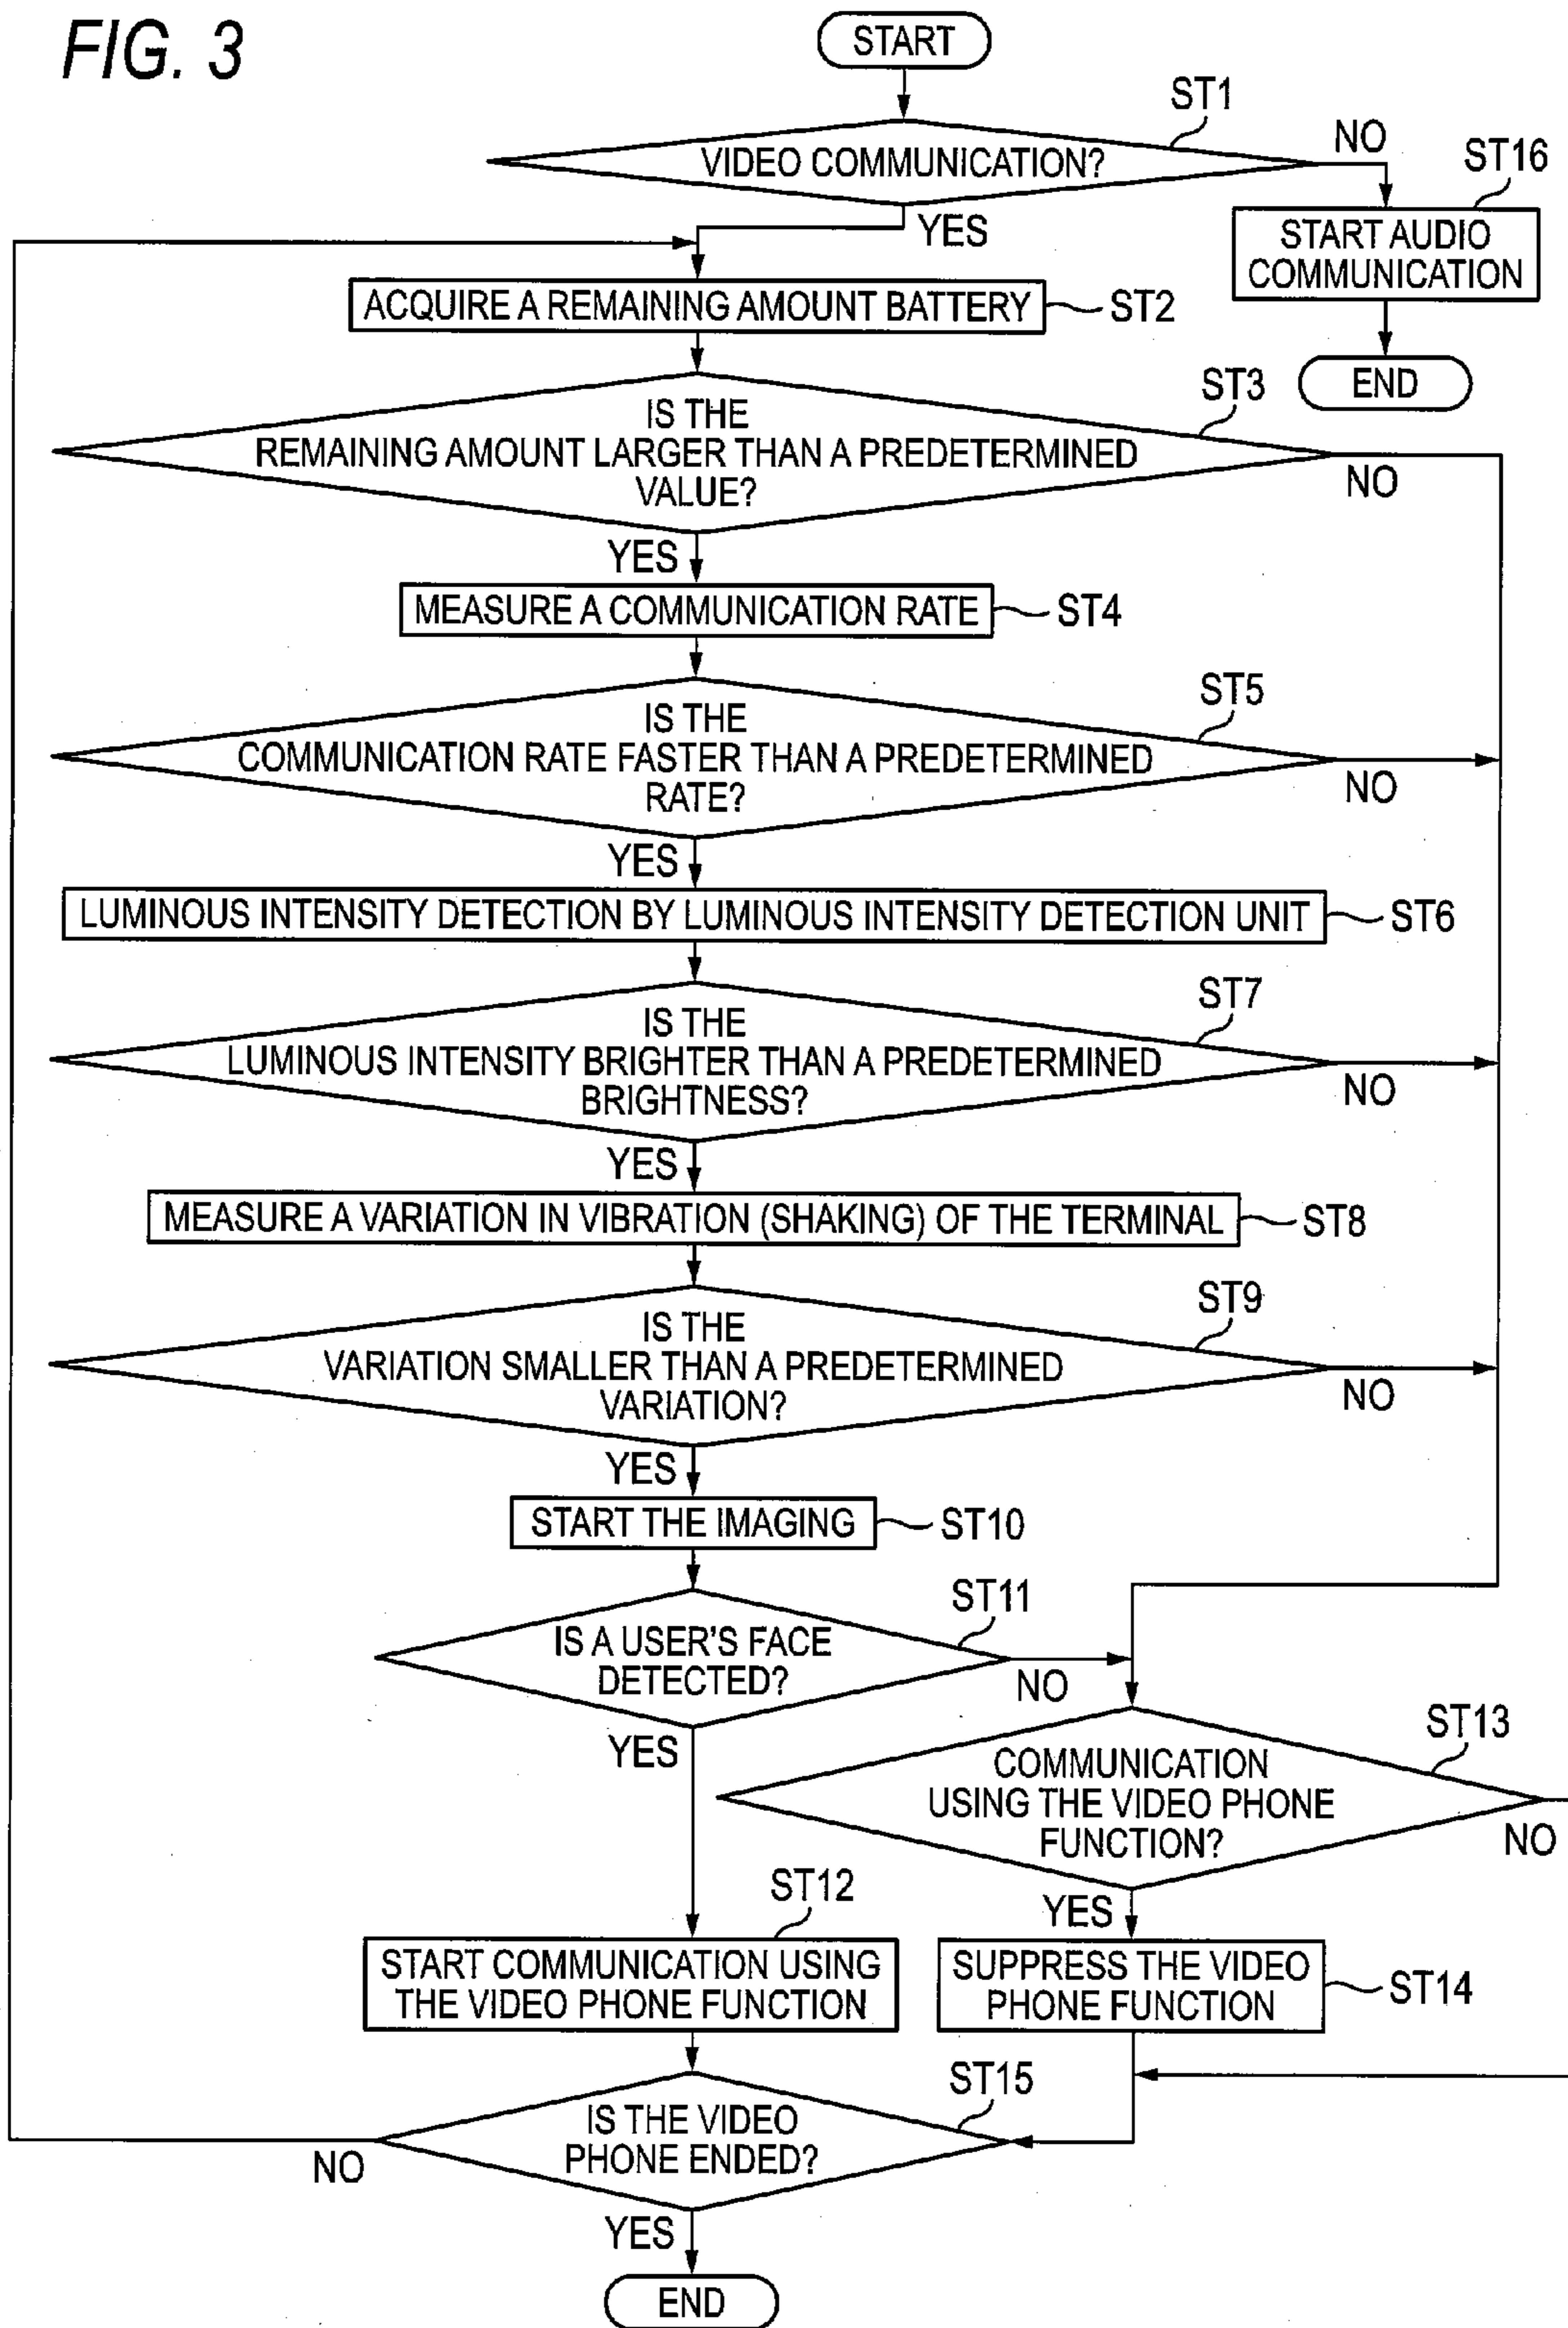 FIG. 3
START
ST1
VIDEO COMMUNICATION?
NO
ST16
YES
START AUDIO
COMMUNICATION
ACQUIRE A REMAINING AMOUNT BATTERY
ST2
END
ST3
IS THE
REMAINING AMOUNT LARGER THAN A PREDETERMINED
VALUE?
NO
YES
MEASURE A COMMUNICATION RATE
ST4
ST5
IS THE
COMMUNICATION RATE FASTER THAN A PREDETERMINED
RATE?
NO
YES
LUMINOUS INTENSITY DETECTION BY LUMINOUS INTENSITY DETECTION UNIT
ST6
ST7
IS THE
LUMINOUS INTENSITY BRIGHTER THAN A PREDETERMINED
BRIGHTNESS?
NO
YES
MEASURE A VARIATION IN VIBRATION (SHAKING) OF THE TERMINAL
ST8
ST9
IS THE
VARIATION SMALLER THAN A PREDETERMINED
VARIATION?
NO
YES
START THE IMAGING
ST10
ST11
IS A USER'S FACE
DETECTED?
NO
YES
ST13
COMMUNICATION
USING THE VIDEO PHONE
FUNCTION?
NO
YES
ST12
START COMMUNICATION USING
THE VIDEO PHONE FUNCTION
SUPPRESS THE VIDEO
PHONE FUNCTION
ST14
ST15
IS THE VIDEO
PHONE ENDED?
NO
YES
END